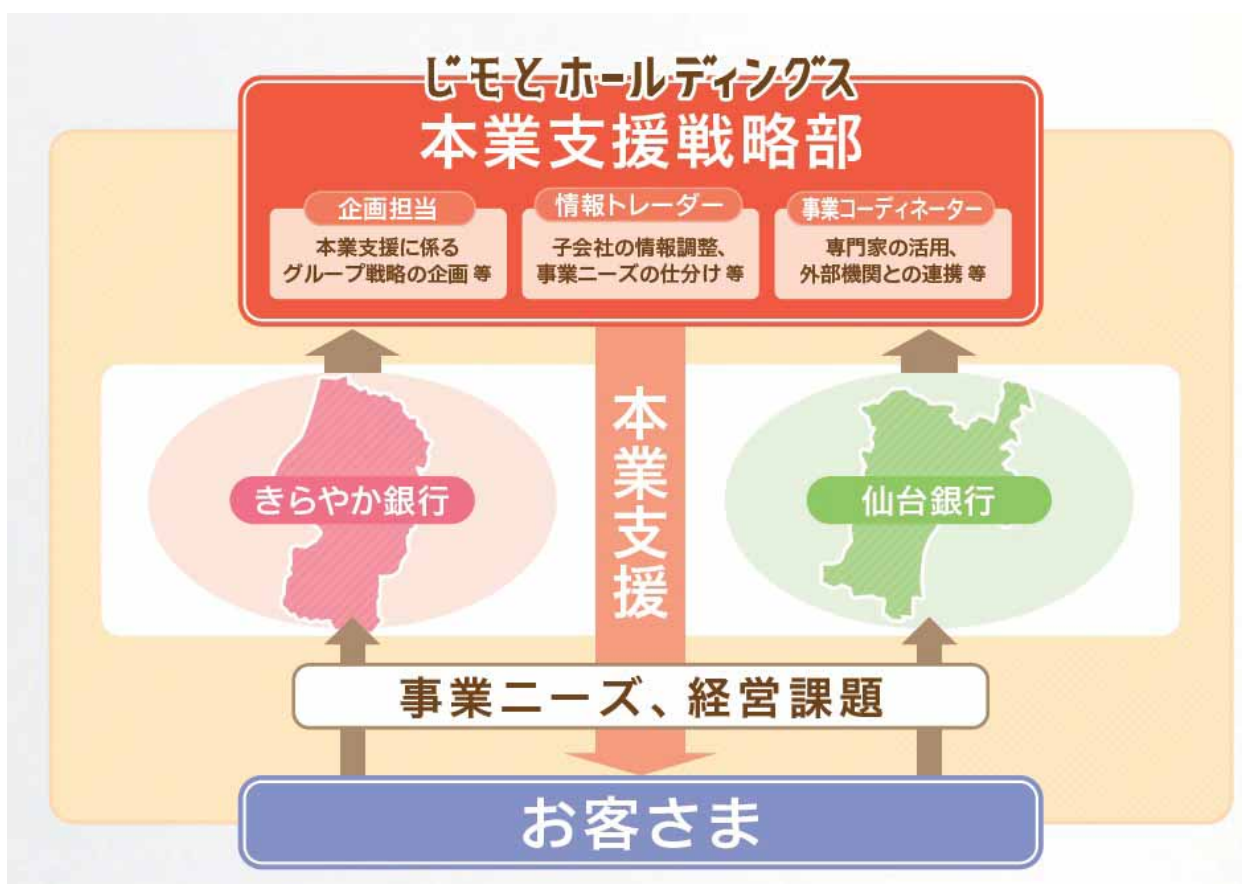 じモとホールディングス
本業支援戦略部
企画担当
本業支援に係る
グループ戦略の企画 等
情報トレーダー
子会社の情報調整、
事業ニーズの仕分け 等
事業コーディネーター
専門家の活用、
外部機関との連携 等
きらやか銀行
本業支援
仙台銀行
事業ニーズ、経営課題
お客さま